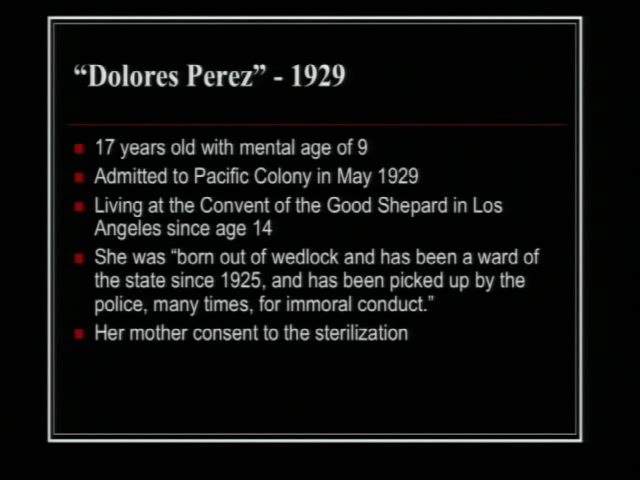 “Dolores Perez” - 1929
17 years old with mental age of 9
Admitted to Pacific Colony in May 1929
Living at the Convent of the Good Shepard in Los
Angeles since age 14
She was “born out of wedlock and has been a ward of
the state since 1925, and has been picked up by the
police, many times, for immoral conduct.”
Her mother consent to the sterilization